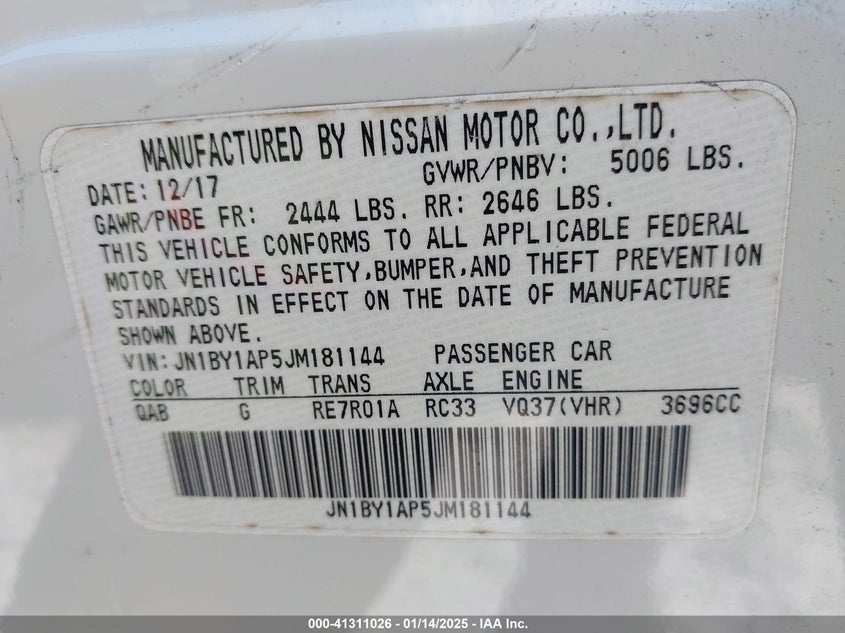 MANUFACTURED BY NISSAN MOTOR CO.,LTD.
DATE: 12/17 GVWR/PNBV: 5006 LBS.
GAWR/PNBE FR: 2444 LBS. RR: 2646 LBS.
THIS VEHICLE CONFORMS TO ALL APPLICABLE FEDERAL
MOTOR VEHICLE SAFETY,BUMPER,AND THEFT PREVENTION
STANDARDS IN EFFECT ON THE DATE OF MANUFACTURE
SHOWN ABOVE.
VIN: JN1BY1AP5JM181144 PASSENGER CAR
COLOR TRIM TRANS AXLE ENGINE
QAB G RE7R01A RC33 VQ37(VHR) 3696CC
JN1BY1AP5JM181144
000-41311026 - 01/14/2025 - IAA Inc.